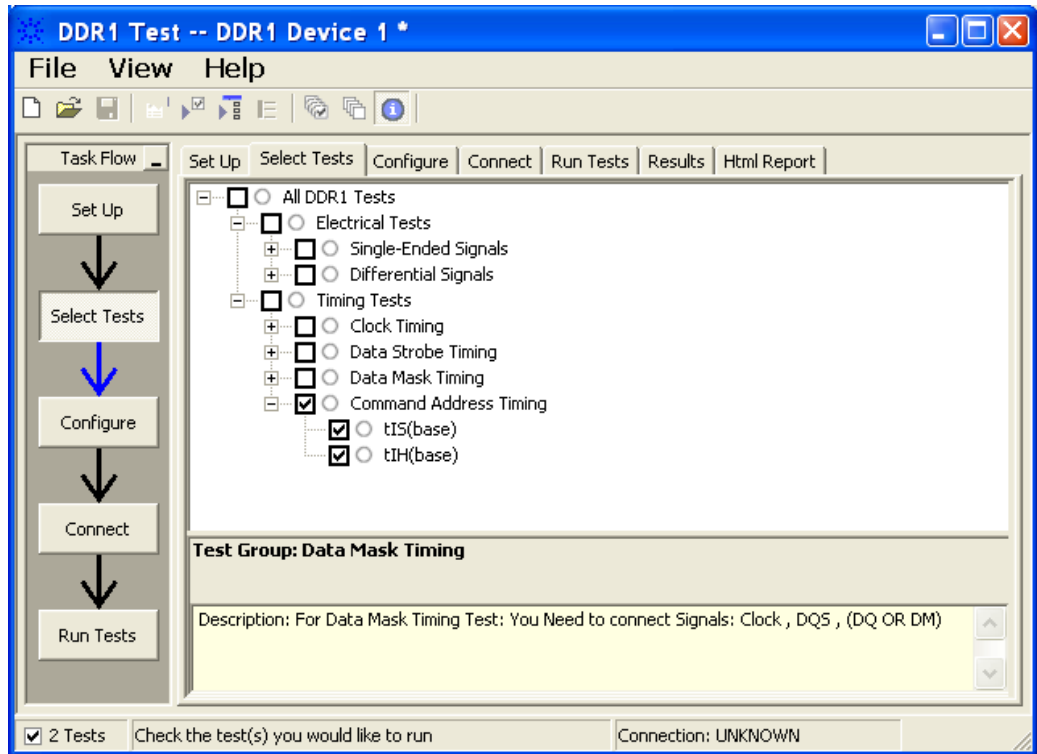 DDR1 Test -- DDR1 Device 1 *
File View Help
Task Flow
Set Up
Select Tests
Configure
Connect
Run Tests
Set Up Select Tests Configure Connect Run Tests Results Html Report
All DDR1 Tests
Electrical Tests
Single-Ended Signals
Differential Signals
Timing Tests
Clock Timing
Data Strobe Timing
Data Mask Timing
Command Address Timing
tIS(base)
tIH(base)
Test Group: Data Mask Timing
Description: For Data Mask Timing Test: You Need to connect Signals: Clock , DQS , (DQ OR DM)
2 Tests Check the test(s) you would like to run Connection: UNKNOWN